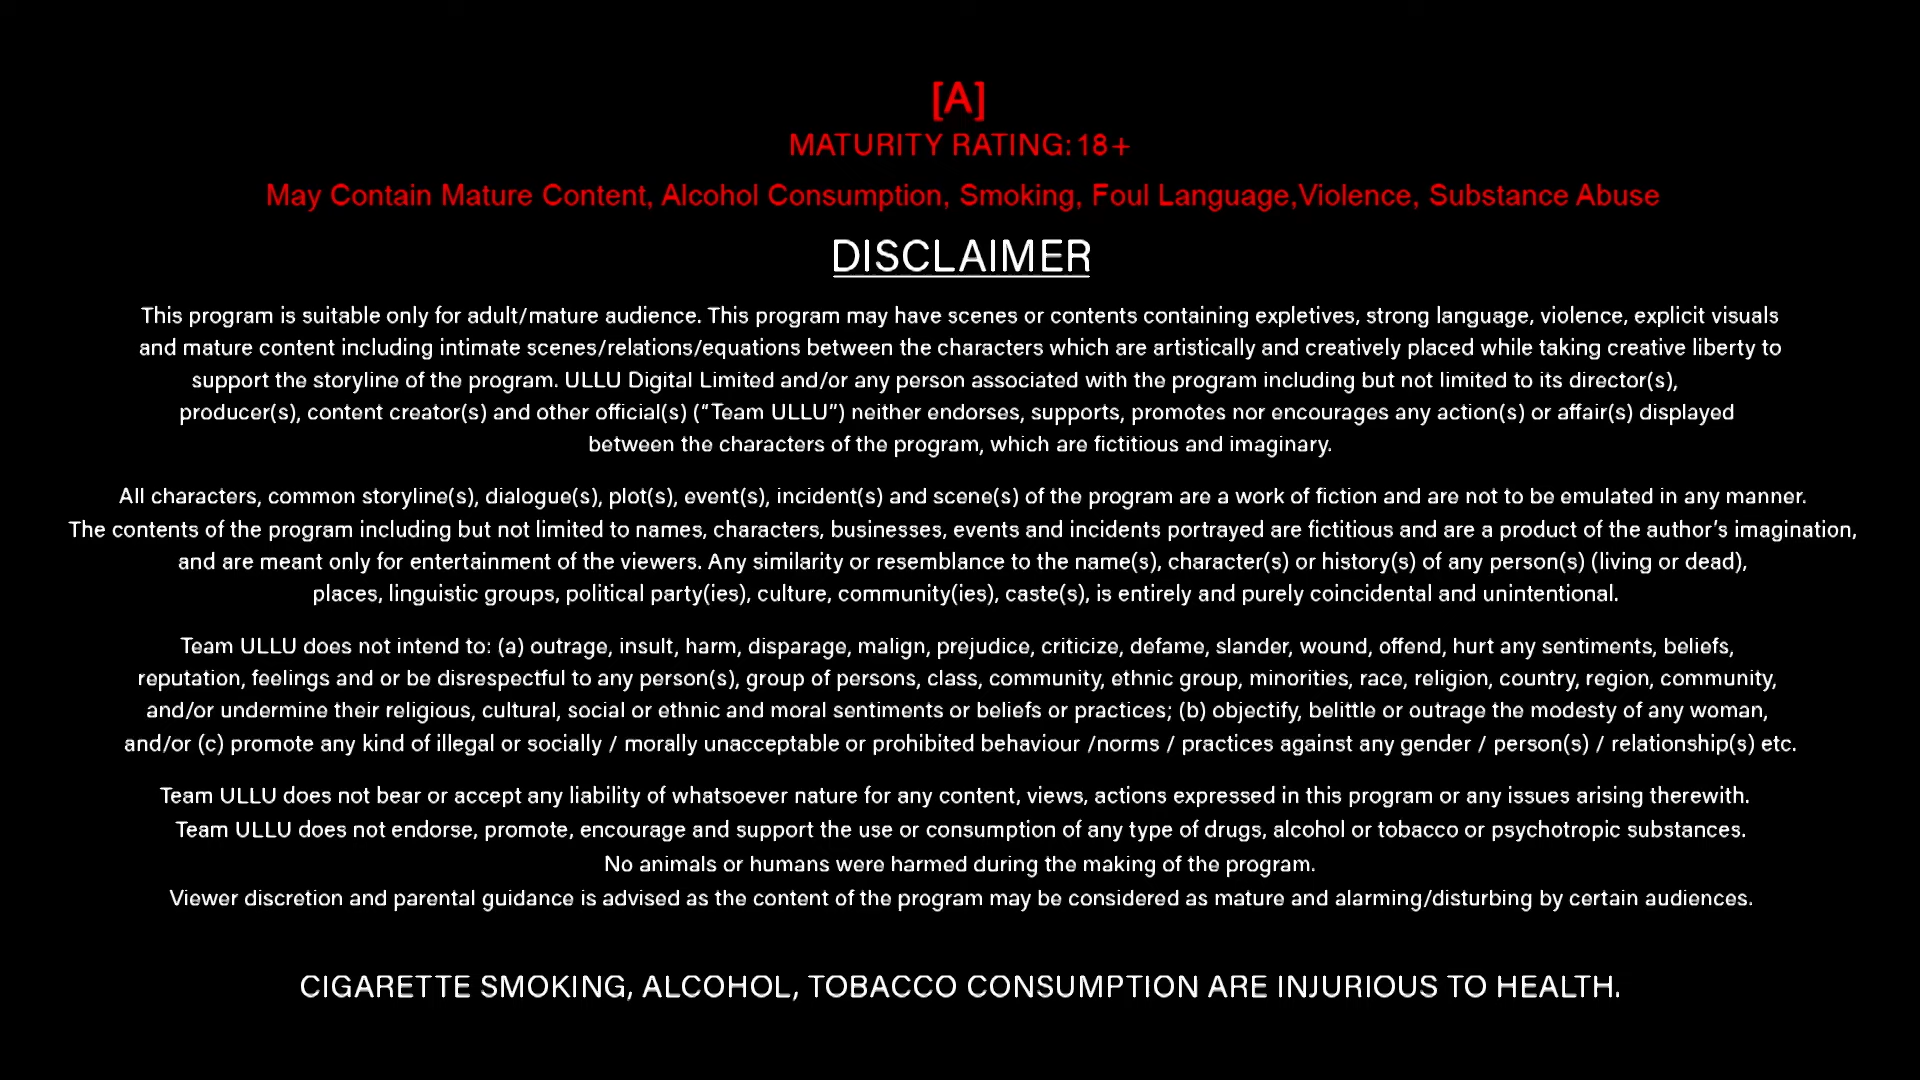 [A]
MATURITY RATING:18+
May Contain Mature Content, Alcohol Consumption, Smoking, Foul Language,Violence, Substance Abuse
DISCLAIMER
This program is suitable only for adult/mature audience. This program may have scenes or contents containing expletives, strong language, violence, explicit visuals
and mature content including intimate scenes/relations/equations between the characters which are artistically and creatively placed while taking creative liberty to
support the storyline of the program. ULLU Digital Limited and/or any person associated with the program including but not limited to its director(s),
producer(s), content creator(s) and other official(s) (“Team ULLU”) neither endorses, supports, promotes nor encourages any action(s) or affair(s) displayed
between the characters of the program, which are fictitious and imaginary.
All characters, common storyline(s), dialogue(s), plot(s), event(s), incident(s) and scene(s) of the program are a work of fiction and are not to be emulated in any manner.
The contents of the program including but not limited to names, characters, businesses, events and incidents portrayed are fictitious and are a product of the author’s imagination,
and are meant only for entertainment of the viewers. Any similarity or resemblance to the name(s), character(s) or history(s) of any person(s) (living or dead),
places, linguistic groups, political party(ies), culture, community(ies), caste(s), is entirely and purely coincidental and unintentional.
Team ULLU does not intend to: (a) outrage, insult, harm, disparage, malign, prejudice, criticize, defame, slander, wound, offend, hurt any sentiments, beliefs,
reputation, feelings and or be disrespectful to any person(s), group of persons, class, community, ethnic group, minorities, race, religion, country, region, community,
and/or undermine their religious, cultural, social or ethnic and moral sentiments or beliefs or practices; (b) objectify, belittle or outrage the modesty of any woman,
and/or (c) promote any kind of illegal or socially / morally unacceptable or prohibited behaviour /norms / practices against any gender / person(s) / relationship(s) etc.
Team ULLU does not bear or accept any liability of whatsoever nature for any content, views, actions expressed in this program or any issues arising therewith.
Team ULLU does not endorse, promote, encourage and support the use or consumption of any type of drugs, alcohol or tobacco or psychotropic substances.
No animals or humans were harmed during the making of the program.
Viewer discretion and parental guidance is advised as the content of the program may be considered as mature and alarming/disturbing by certain audiences.
CIGARETTE SMOKING, ALCOHOL, TOBACCO CONSUMPTION ARE INJURIOUS TO HEALTH.